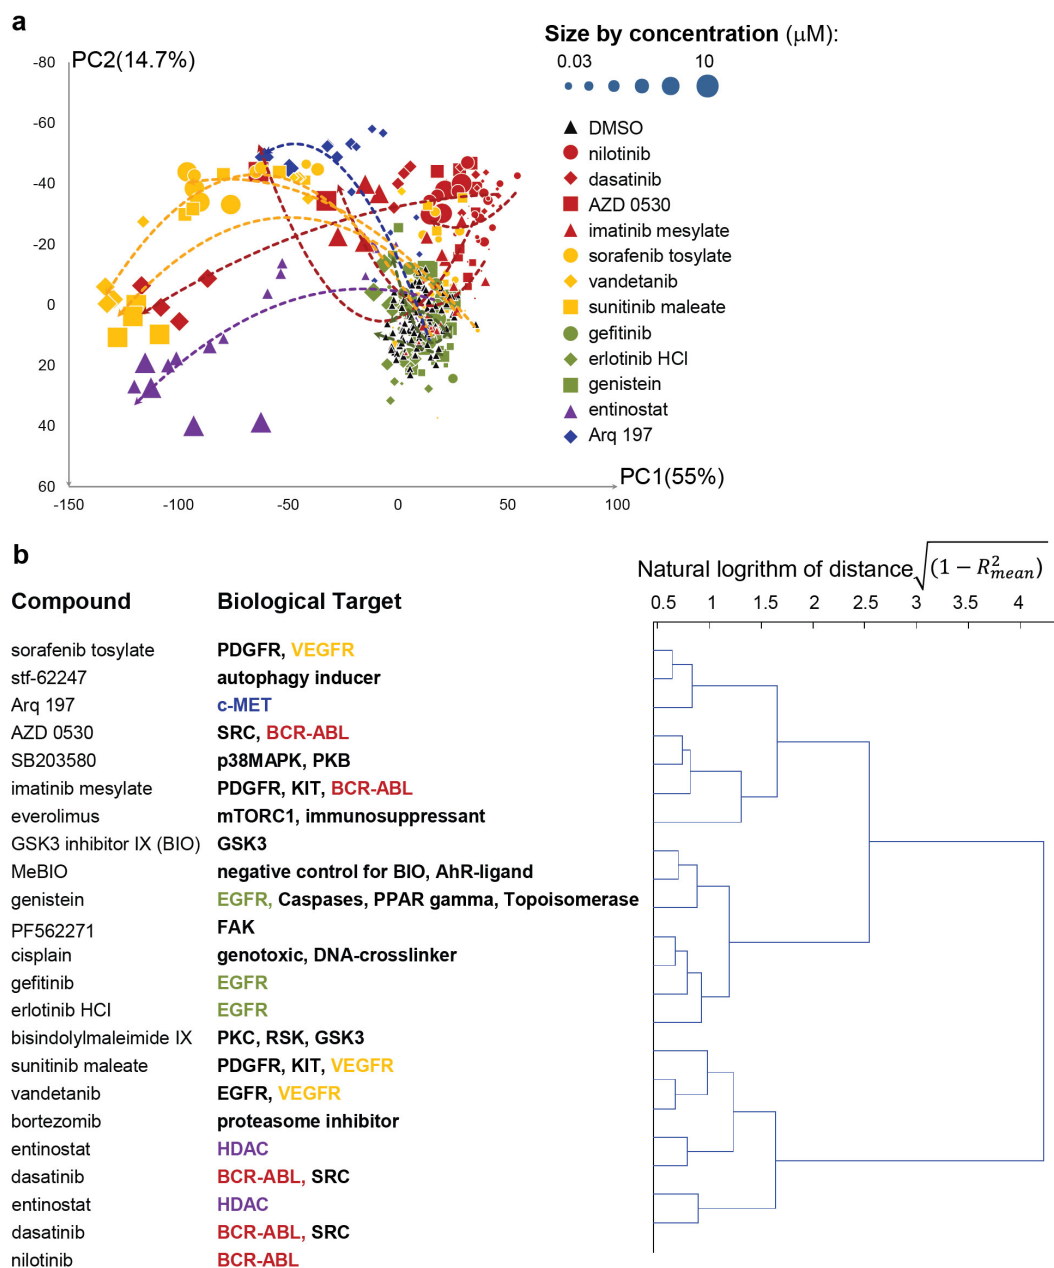 a
PC2(14.7%)
-80
-60
-40
-20
0
20
40
60
-150
-100
-50
0
50
100
PC1(55%)
Size by concentration (μM):
0.03
10
DMSO
nilotinib
dasatinib
AZD 0530
imatinib mesylate
sorafenib tosylate
vandetanib
sunitinib maleate
gefitinib
erlotinib HCl
genistein
entinostat
Arq 197
b
Natural logrithm of distance√(1 − R²mean)
Compound Biological Target
0.5 1 1.5 2 2.5 3 3.5 4
sorafenib tosylate PDGFR, VEGFR
stf-62247 autophagy inducer
Arq 197 c-MET
AZD 0530 SRC, BCR-ABL
SB203580 p38MAPK, PKB
imatinib mesylate PDGFR, KIT, BCR-ABL
everolimus mTORC1, immunosuppressant
GSK3 inhibitor IX (BIO) GSK3
MeBIO negative control for BIO, AhR-ligand
genistein EGFR, Caspases, PPAR gamma, Topoisomerase
PF562271 FAK
cisplain genotoxic, DNA-crosslinker
gefitinib EGFR
erlotinib HCl EGFR
bisindolylmaleimide IX PKC, RSK, GSK3
sunitinib maleate PDGFR, KIT, VEGFR
vandetanib EGFR, VEGFR
bortezomib proteasome inhibitor
entinostat HDAC
dasatinib BCR-ABL, SRC
entinostat HDAC
dasatinib BCR-ABL, SRC
nilotinib BCR-ABL